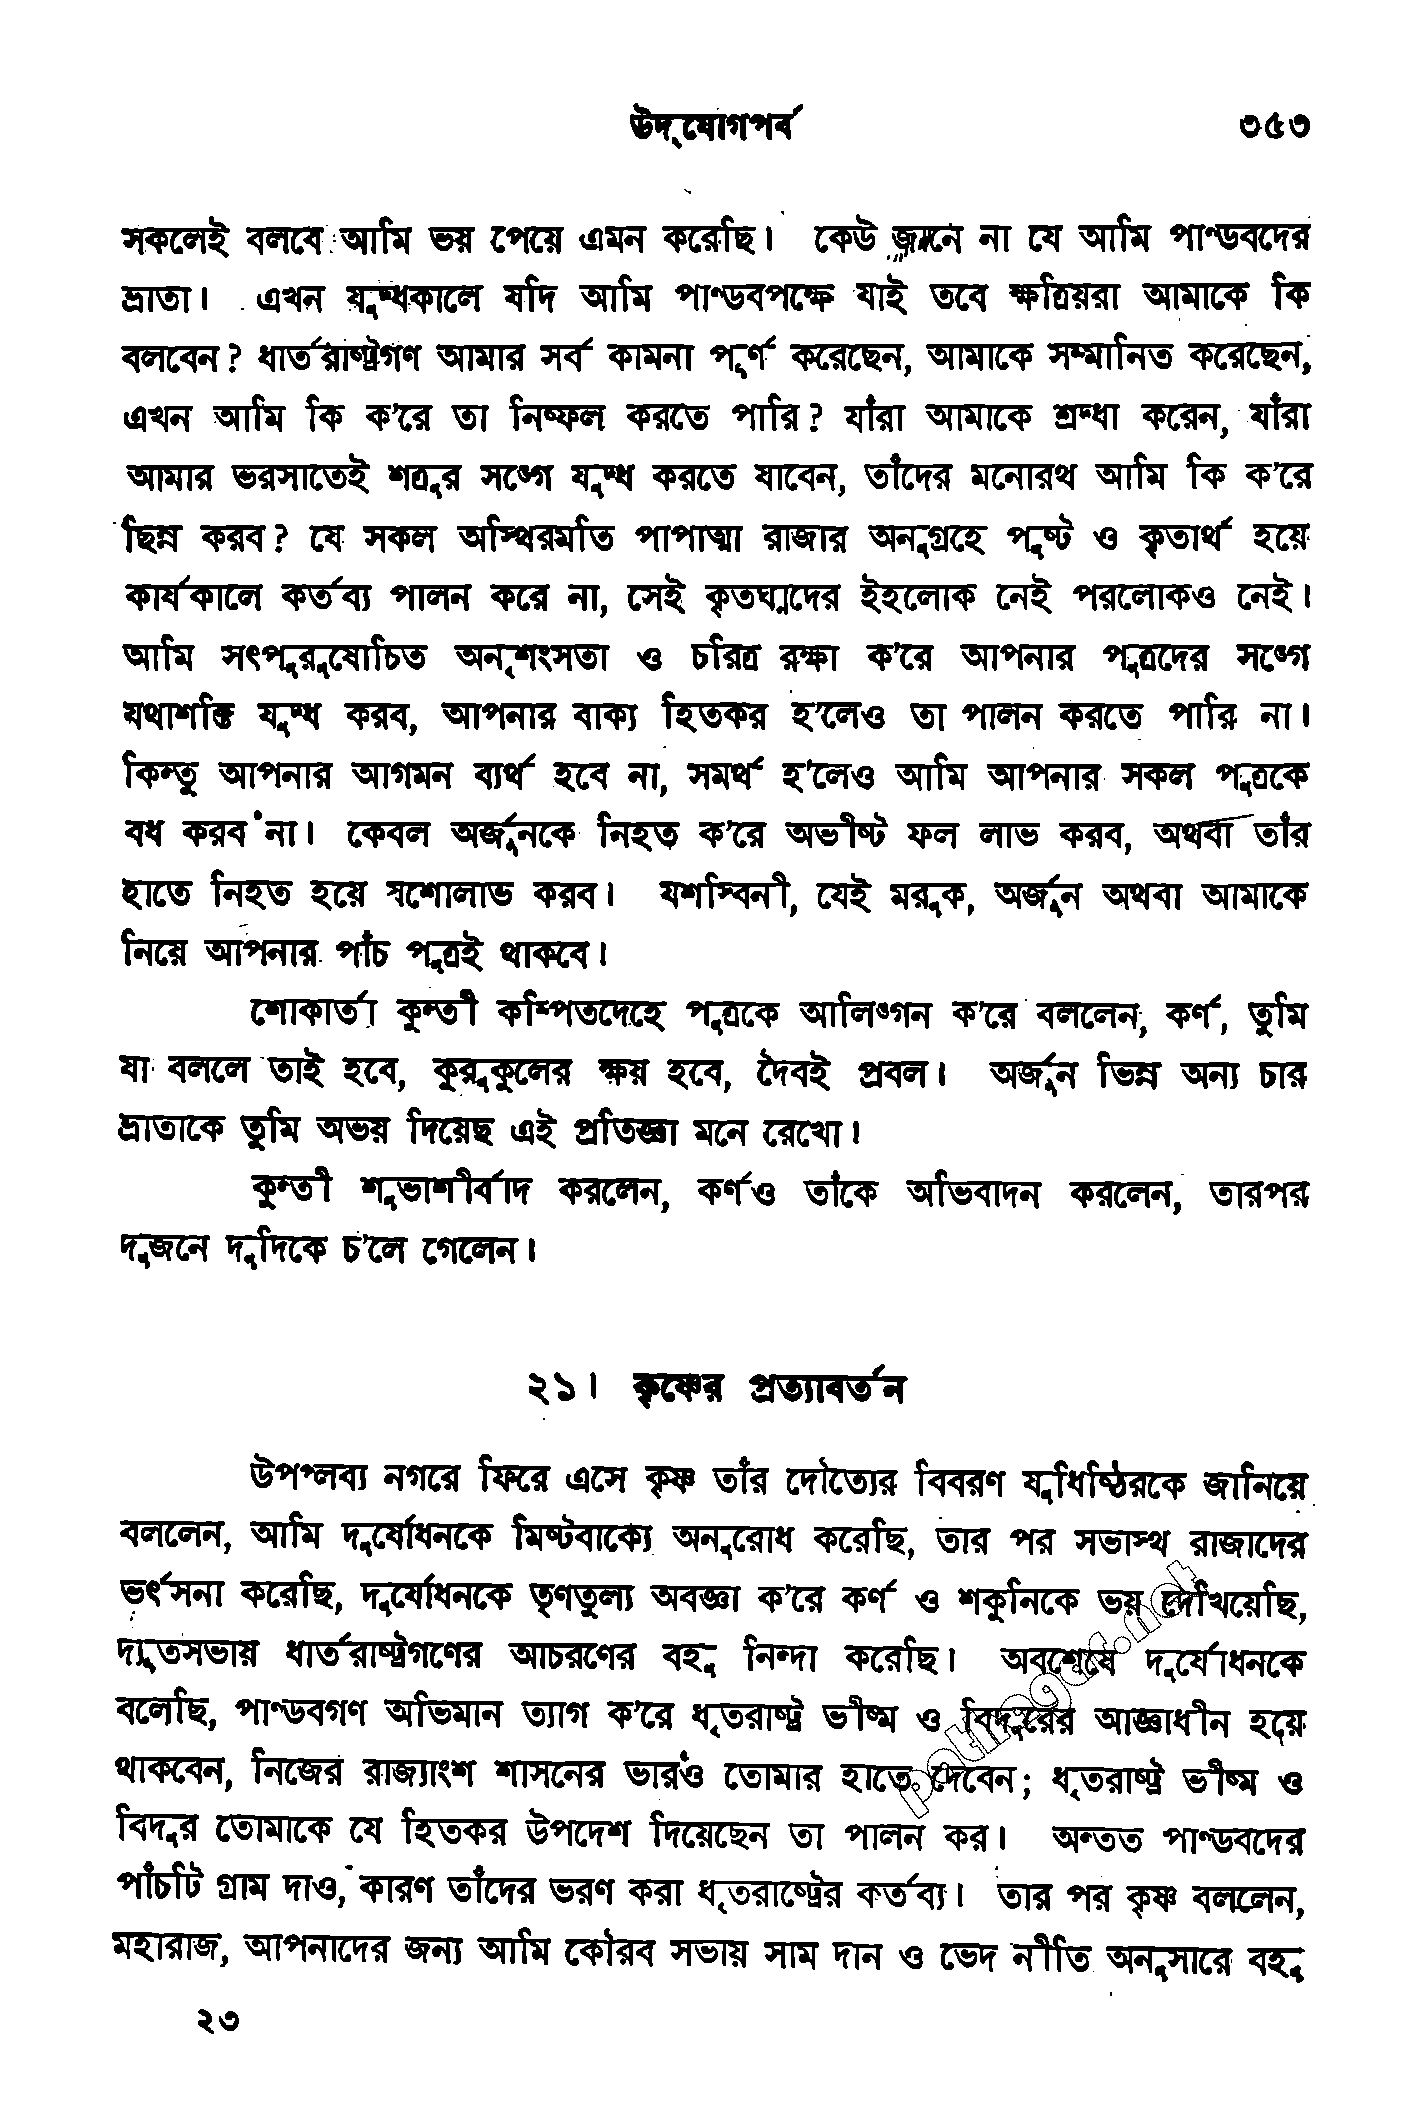 উদ্‌যোগপর্ব ৩৫৩
সকলেই বলবে আমি ভয় পেয়ে এমন করেছি। কেউ জানে না যে আমি পাণ্ডবদের
ভ্রাতা। এখন যুদ্ধকালে যদি আমি পাণ্ডবপক্ষে যাই তবে ক্ষত্রিয়রা আমাকে কি
বলবেন? ধার্তরাষ্ট্রগণ আমার সর্ব কামনা পূর্ণ করেছেন, আমাকে সম্মানিত করেছেন,
এখন আমি কি ক'রে তা নিষ্ফল করতে পারি? যাঁরা আমাকে শ্রদ্ধা করেন, যাঁরা
আমার ভরসাতেই শত্রুর সঙ্গে যুদ্ধ করতে যাবেন, তাঁদের মনোরথ আমি কি ক'রে
ছিন্ন করব? যে সকল অস্থিরমতি পাপাত্মা রাজার অনুগ্রহে পুষ্ট ও কৃতার্থ হয়ে
কার্যকালে কর্তব্য পালন করে না, সেই কৃতঘ্নদের ইহলোক নেই পরলোকও নেই।
আমি সৎপুরুষোচিত অনৃশংসতা ও চরিত্র রক্ষা ক'রে আপনার পুত্রদের সঙ্গে
যথাশক্তি যুদ্ধ করব, আপনার বাক্য হিতকর হ'লেও তা পালন করতে পারি না।
কিন্তু আপনার আগমন ব্যর্থ হবে না, সমর্থ হ'লেও আমি আপনার সকল পুত্রকে
বধ করব না। কেবল অর্জুনকে নিহত ক'রে অভীষ্ট ফল লাভ করব, অথবা তাঁর
হাতে নিহত হয়ে যশোলাভ করব। যশস্বিনী, যেই মরুক, অর্জুন অথবা আমাকে
নিয়ে আপনার পাঁচ পুত্রই থাকবে।
শোকার্তা কুন্তী কম্পিতদেহে পুত্রকে আলিঙ্গন ক'রে বললেন, কর্ণ, তুমি
যা বললে তাই হবে, কুরুকুলের ক্ষয় হবে, দৈবই প্রবল। অর্জুন ভিন্ন অন্য চার
ভ্রাতাকে তুমি অভয় দিয়েছ এই প্রতিজ্ঞা মনে রেখো।
কুন্তী শুভাশীর্বাদ করলেন, কর্ণও তাঁকে অভিবাদন করলেন, তারপর
দুজনে দুদিকে চ'লে গেলেন।
২১। কৃষ্ণের প্রত্যাবর্তন
উপপ্লব্য নগরে ফিরে এসে কৃষ্ণ তাঁর দৌত্যের বিবরণ যুধিষ্ঠিরকে জানিয়ে
বললেন, আমি দুর্যোধনকে মিষ্টবাক্যে অনুরোধ করেছি, তার পর সভাস্থ রাজাদের
ভর্ৎসনা করেছি, দুর্যোধনকে তৃণতুল্য অবজ্ঞা ক'রে কর্ণ ও শকুনিকে ভয় দেখিয়েছি,
দ্যূতসভায় ধার্তরাষ্ট্রগণের আচরণের বহু নিন্দা করেছি। অবশেষে দুর্যোধনকে
বলেছি, পাণ্ডবগণ অভিমান ত্যাগ ক'রে ধৃতরাষ্ট্র ভীষ্ম ও বিদুরের আজ্ঞাধীন হয়ে
থাকবেন, নিজের রাজ্যাংশ শাসনের ভারও তোমার হাতে দেবেন; ধৃতরাষ্ট্র ভীষ্ম ও
বিদুর তোমাকে যে হিতকর উপদেশ দিয়েছেন তা পালন কর। অন্তত পাণ্ডবদের
পাঁচটি গ্রাম দাও, কারণ তাঁদের ভরণ করা ধৃতরাষ্ট্রের কর্তব্য। তার পর কৃষ্ণ বললেন,
মহারাজ, আপনাদের জন্য আমি কৌরব সভায় সাম দান ও ভেদ নীতি অনুসারে বহু
২৩